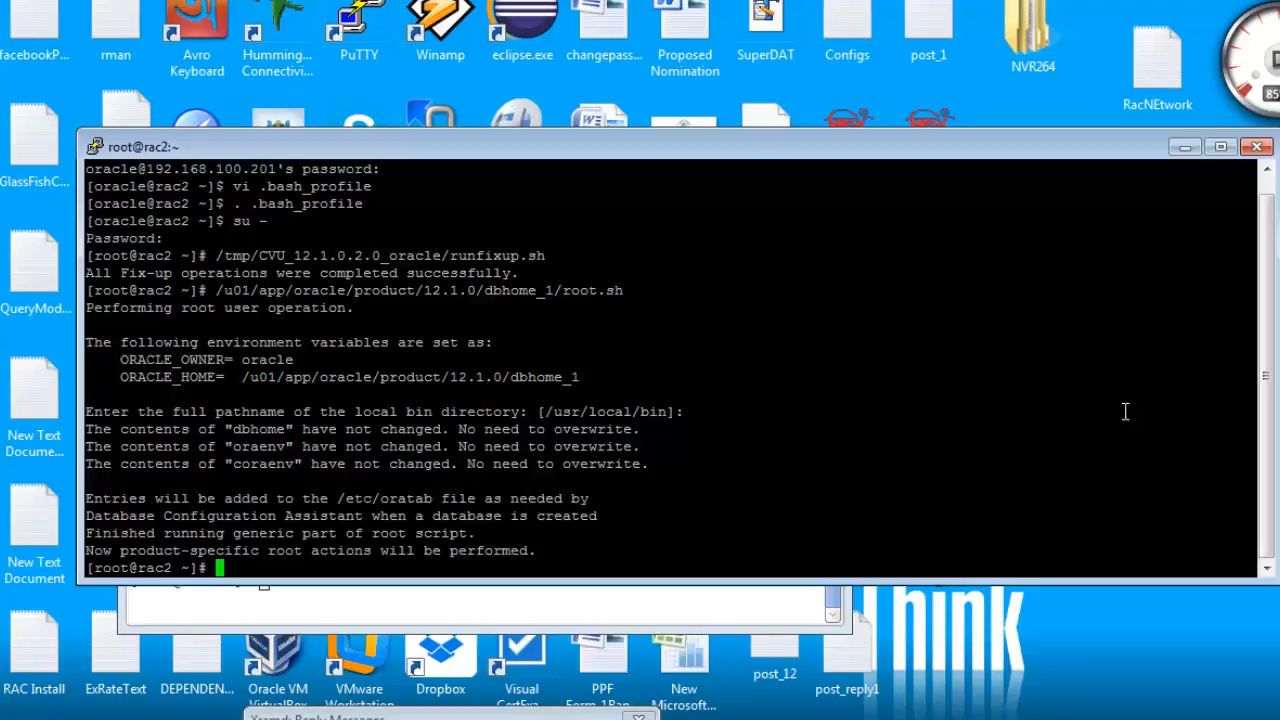 facebookP...
rman
Avro
Keyboard
Humming...
Connectivi...
PuTTY
Winamp
eclipse.exe
changepass...
Proposed
Nomination
SuperDAT
Configs
post_1
NVR264
RacNEtwork
root@rac2:~
oracle@192.168.100.201's password:
[oracle@rac2 ~]$ vi .bash_profile
[oracle@rac2 ~]$ . .bash_profile
[oracle@rac2 ~]$ su -
Password:
[root@rac2 ~]# /tmp/CVU_12.1.0.2.0_oracle/runfixup.sh
All Fix-up operations were completed successfully.
[root@rac2 ~]# /u01/app/oracle/product/12.1.0/dbhome_1/root.sh
Performing root user operation.
The following environment variables are set as:
ORACLE_OWNER= oracle
ORACLE_HOME=  /u01/app/oracle/product/12.1.0/dbhome_1
Enter the full pathname of the local bin directory: [/usr/local/bin]:
The contents of "dbhome" have not changed. No need to overwrite.
The contents of "oraenv" have not changed. No need to overwrite.
The contents of "coraenv" have not changed. No need to overwrite.
Entries will be added to the /etc/oratab file as needed by
Database Configuration Assistant when a database is created
Finished running generic part of root script.
Now product-specific root actions will be performed.
[root@rac2 ~]#
GlassFishC...
QueryMod...
New Text
Docume...
New Text
Document
Think
RAC Install
ExRateText
DEPENDEN...
Oracle VM
VirtualBox
VMware
Workstation
Dropbox
Visual
CertExa...
PPF
New
Microsoft...
post_12
post_reply1